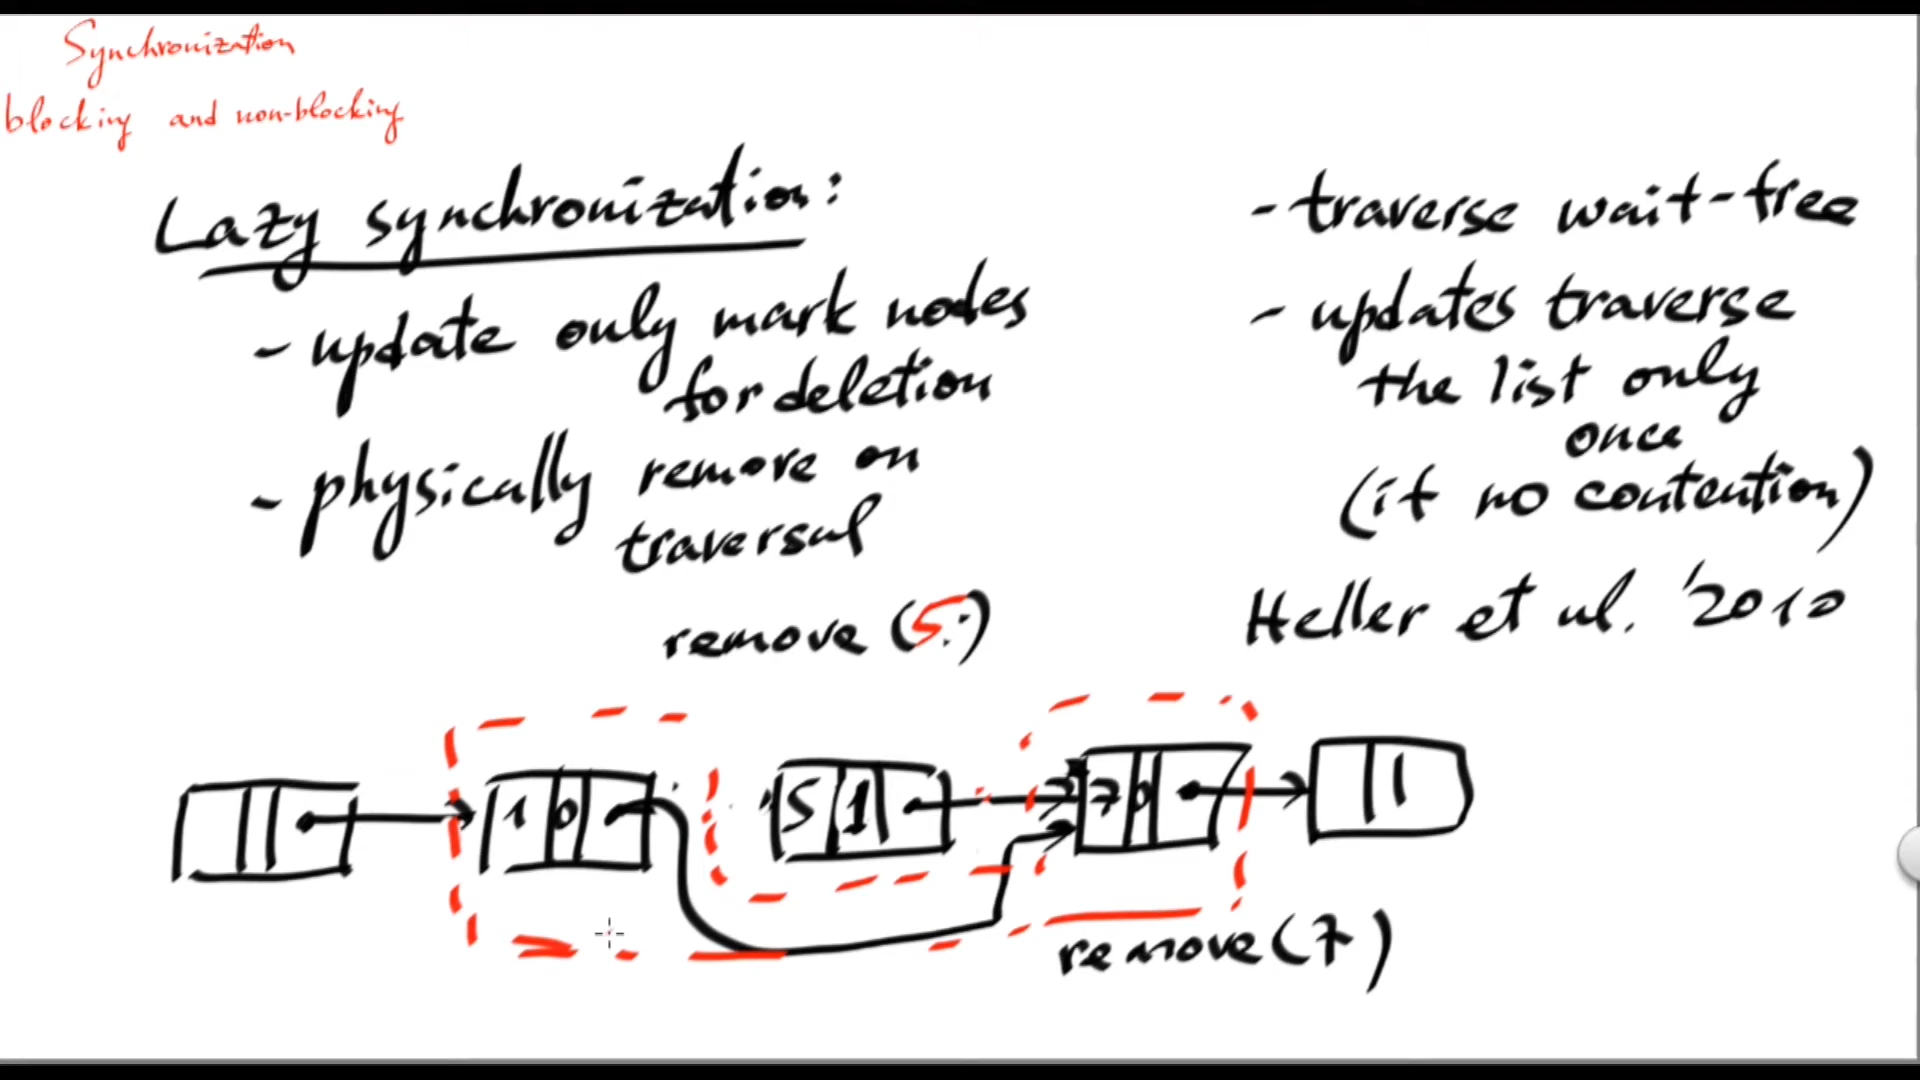 Synchronization
blocking and non-blocking
Lazy synchronization:
- update only mark nodes
for deletion
- physically remove on
traversal
- traverse wait-free
- updates traverse
the list only
once
(if no contention)
Heller et al. '2010
remove (5)
1 0
5 1
7 0
remove (7)